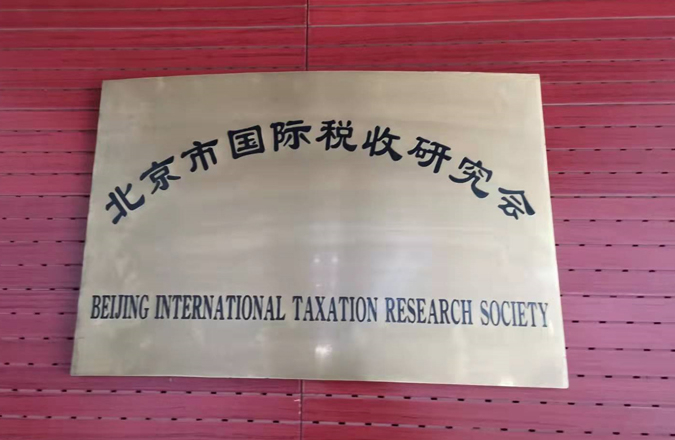 北京市国际税收研究会
BEIJING INTERNATIONAL TAXATION RESEARCH SOCIETY